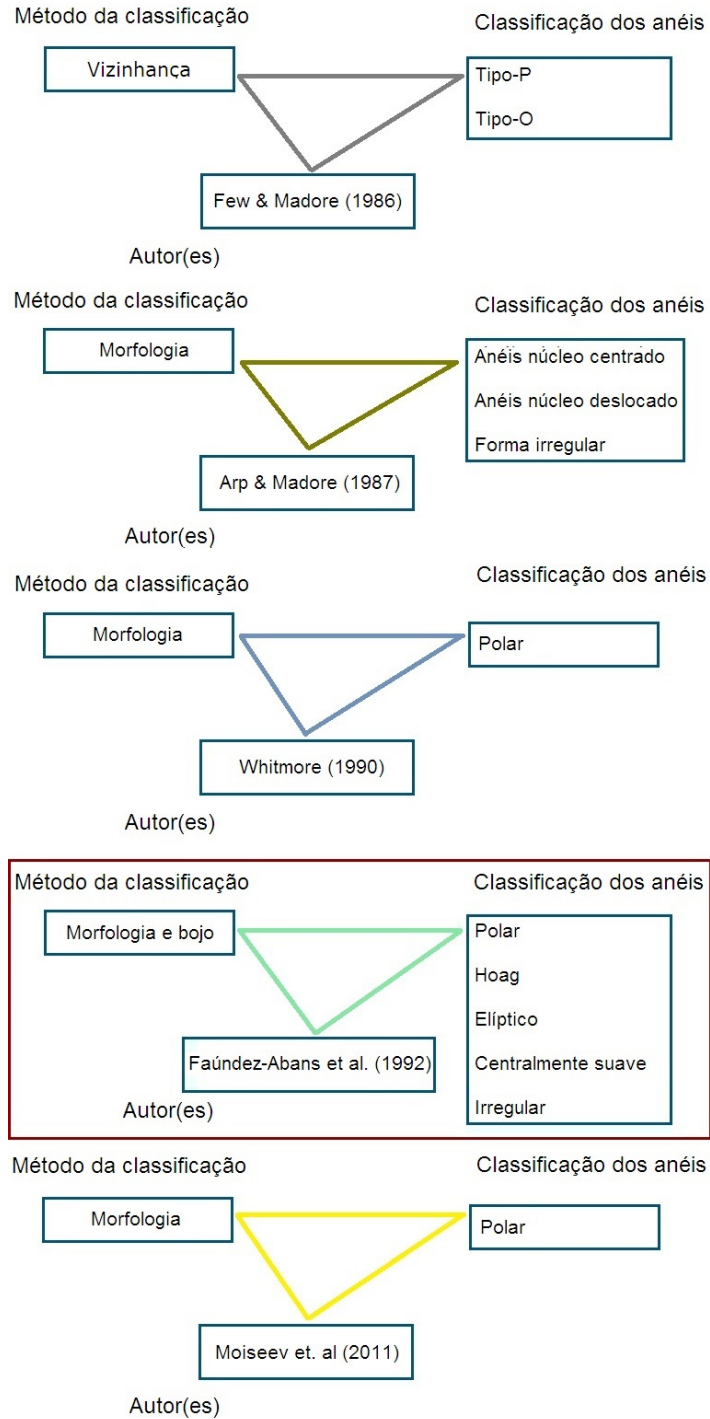 Método da classificação
Classificação dos anéis
Vizinhança
Tipo-P
Tipo-O
Few & Madore (1986)
Autor(es)
Método da classificação
Classificação dos anéis
Morfologia
Anéis núcleo centrado
Anéis núcleo deslocado
Forma irregular
Arp & Madore (1987)
Autor(es)
Método da classificação
Classificação dos anéis
Morfologia
Polar
Whitmore (1990)
Autor(es)
Método da classificação
Classificação dos anéis
Morfologia e bojo
Polar
Hoag
Elíptico
Centralmente suave
Irregular
Faúndez-Abans et al. (1992)
Autor(es)
Método da classificação
Classificação dos anéis
Morfologia
Polar
Moiseev et. al (2011)
Autor(es)